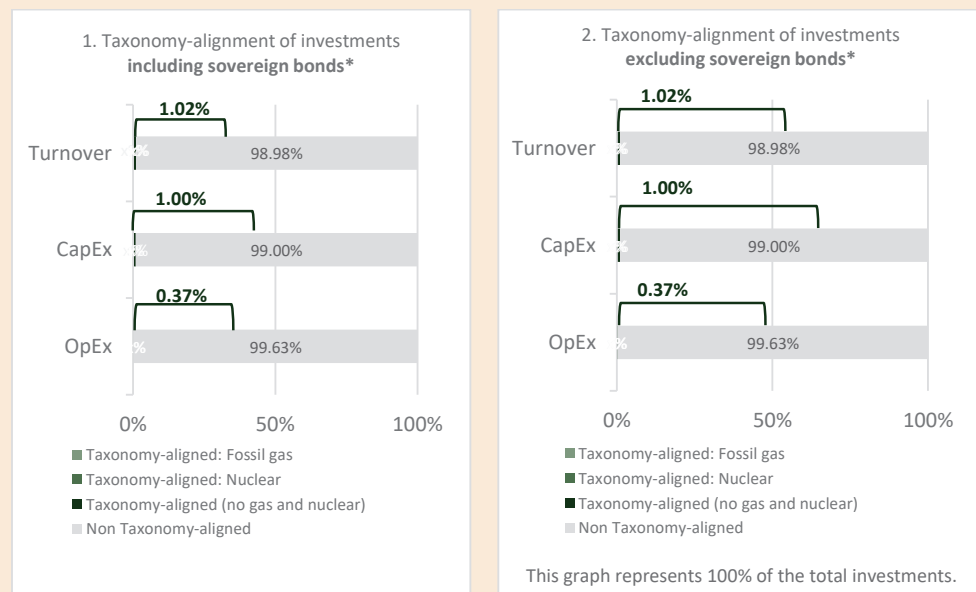 1. Taxonomy-alignment of investments
including sovereign bonds*
1.02%
Turnover
98.98%
1.00%
CapEx
99.00%
0.37%
OpEx
99.63%
0%
50%
100%
Taxonomy-aligned: Fossil gas
Taxonomy-aligned: Nuclear
Taxonomy-aligned (no gas and nuclear)
Non Taxonomy-aligned
2. Taxonomy-alignment of investments
excluding sovereign bonds*
1.02%
Turnover
98.98%
1.00%
CapEx
99.00%
0.37%
OpEx
99.63%
0%
50%
100%
Taxonomy-aligned: Fossil gas
Taxonomy-aligned: Nuclear
Taxonomy-aligned (no gas and nuclear)
Non Taxonomy-aligned
This graph represents 100% of the total investments.